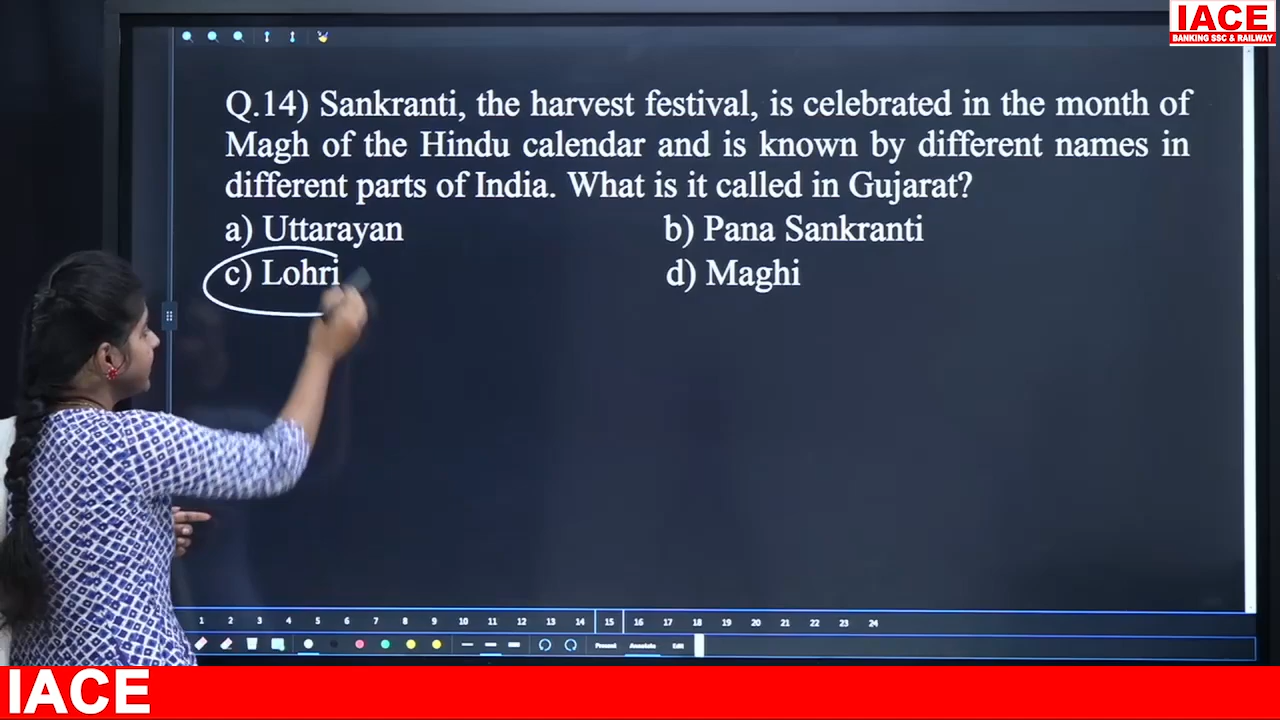 IACE
BANKING SSC & RAILWAY
Q.14) Sankranti, the harvest festival, is celebrated in the month of
Magh of the Hindu calendar and is known by different names in
different parts of India. What is it called in Gujarat?
a) Uttarayan b) Pana Sankranti
c) Lohri d) Maghi
1 2 3 4 5 6 7 8 9 10 11 12 13 14 15 16 17 18 19 20 21 22 23 24
Present Annotate Edit
IACE